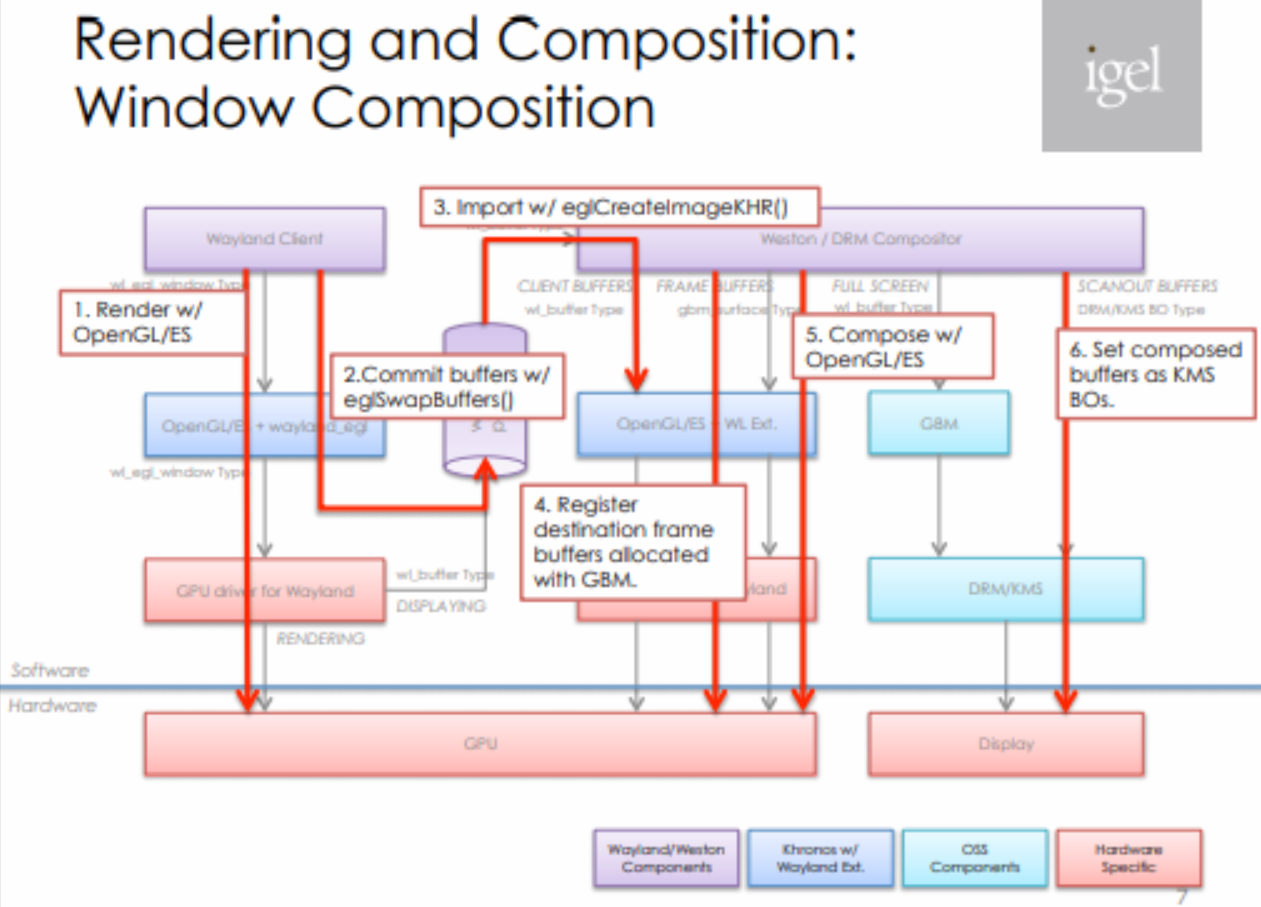 Rendering and Composition:
Window Composition
igel
3. Import w/ eglCreateImageKHR()
Wayland Client
Weston / DRM Compositor
wl_egl_window Type
CLIENT BUFFERS
FRAME BUFFERS
FULL SCREEN
SCANOUT BUFFERS
wl_buffer Type
gbm_surface Type
wl_buffer Type
DRM/KMS BO Type
1. Render w/
OpenGL/ES
5. Compose w/
OpenGL/ES
6. Set composed
buffers as KMS
BOs.
2.Commit buffers w/
eglSwapBuffers()
OpenGL/ES + wayland_egl
OpenGL/ES + WL Ext.
GBM
wl_egl_window Type
4. Register
destination frame
buffers allocated
with GBM.
GPU driver for Wayland
wl_buffer Type
DISPLAYING
DRM/KMS
RENDERING
Software
Hardware
GPU
Display
Wayland/Weston
Components
Khronos w/
Wayland Ext.
OSS
Components
Hardware
Specific
7